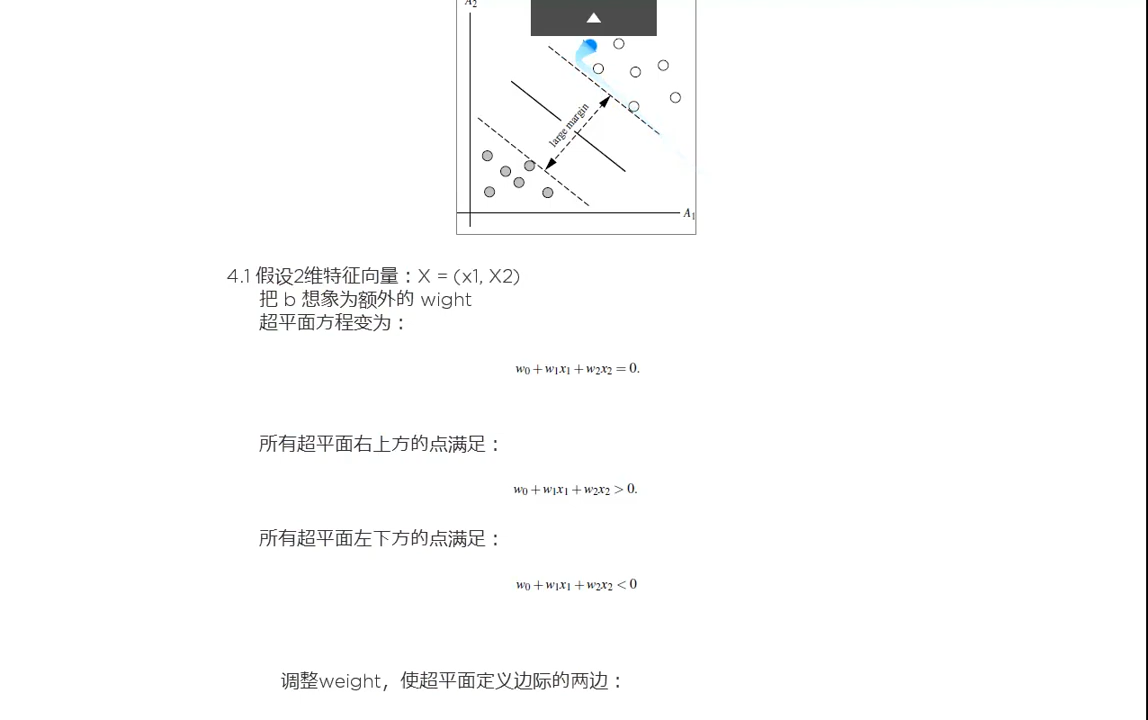 A₂
large margin
A₁
4.1 假设2维特征向量：X = (x1, X2)
把 b 想象为额外的 wight
超平面方程变为：
w₀ + w₁x₁ + w₂x₂ = 0.
所有超平面右上方的点满足：
w₀ + w₁x₁ + w₂x₂ > 0.
所有超平面左下方的点满足：
w₀ + w₁x₁ + w₂x₂ < 0
调整weight，使超平面定义边际的两边：